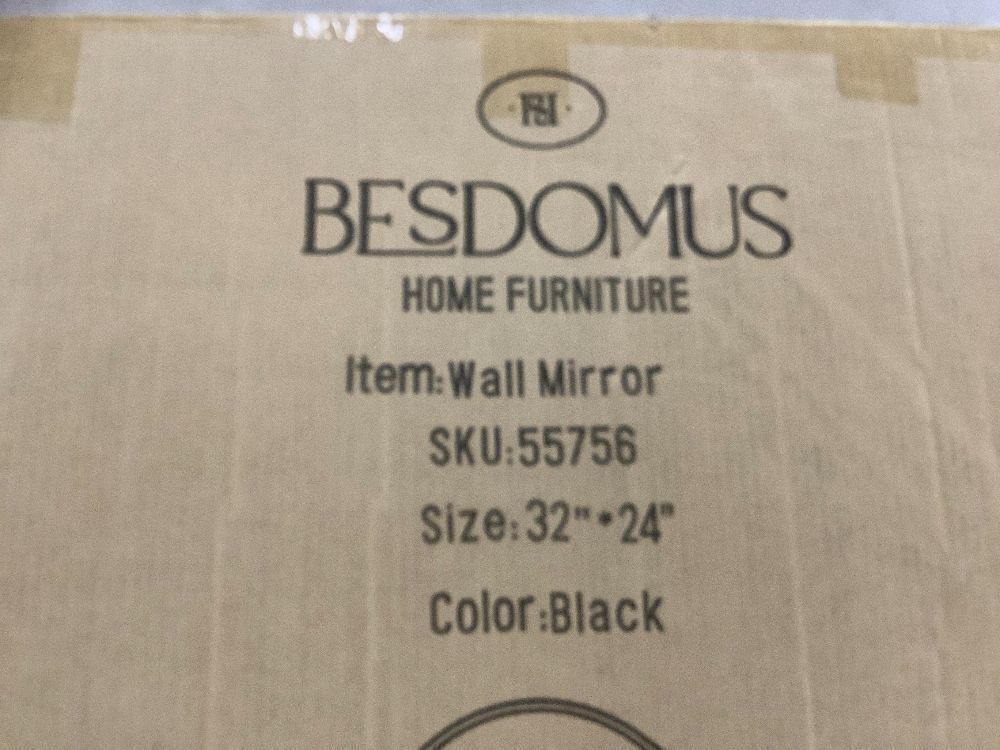 BESDOMUS
HOME FURNITURE
Item:Wall Mirror
SKU:55756
Size:32"*24"
Color:Black